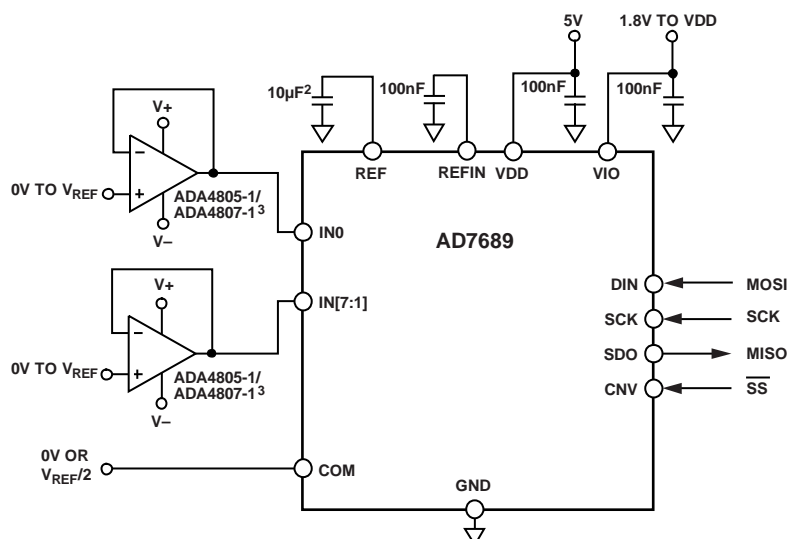 5V
1.8V TO VDD
10µF²
100nF
100nF
100nF
V+
REF
REFIN
VDD
VIO
–
+
0V TO VREF
ADA4805-1/
ADA4807-1³
V–
IN0
AD7689
V+
IN[7:1]
DIN
MOSI
–
SCK
SCK
+
SDO
MISO
0V TO VREF
ADA4805-1/
ADA4807-1³
CNV
SS
V–
0V OR
VREF/2
COM
GND